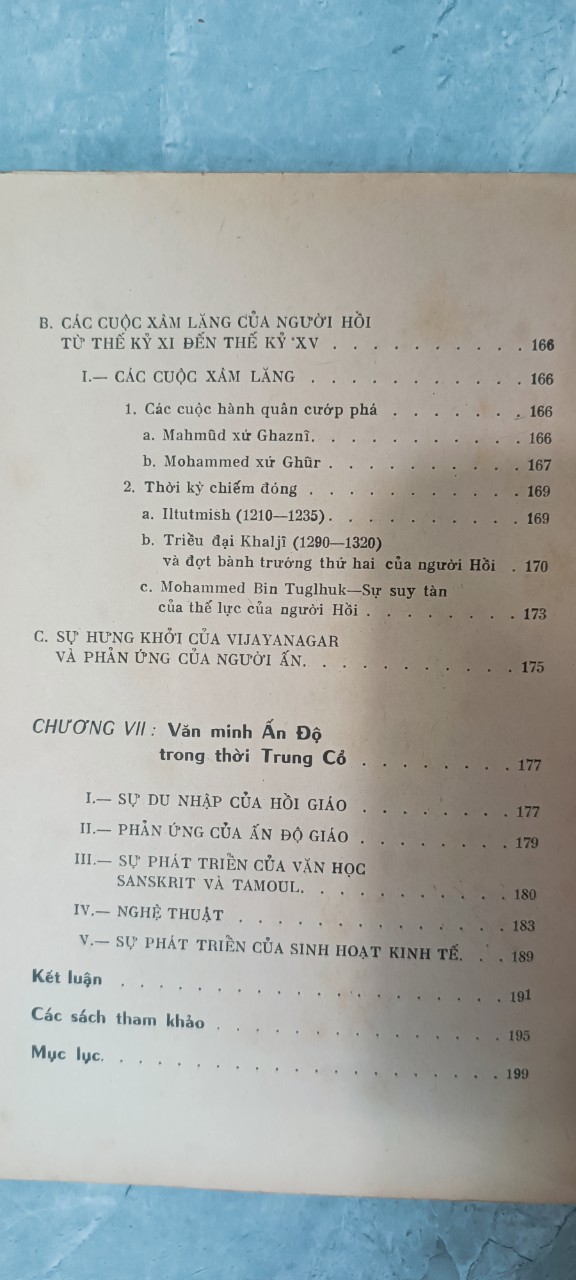 B. CÁC CUỘC XÂM LĂNG CỦA NGƯỜI HỒI
TỪ THẾ KỶ XI ĐẾN THẾ KỶ XV . . . . . . . . . . 166
I.— CÁC CUỘC XÂM LĂNG . . . . . . . . . . . 166
1. Các cuộc hành quân cướp phá . . . . . . . 166
a. Mahmūd xứ Ghaznî. . . . . . . . . . . 166
b. Mohammed xứ Ghūr . . . . . . . . . . 167
2. Thời kỳ chiếm đóng . . . . . . . . . . . 169
a. Iltutmish (1210—1235). . . . . . . . . . 169
b. Triều đại Khaljî (1290—1320)
và đợt bành trướng thứ hai của người Hồi . 170
c. Mohammed Bin Tuglhuk—Sự suy tàn
của thế lực của người Hồi . . . . . . . . 173
C. SỰ HƯNG KHỞI CỦA VIJAYANAGAR
VÀ PHẢN ỨNG CỦA NGƯỜI ẤN. . . . . . . . . . 175
CHƯƠNG VII : Văn minh Ấn Độ
trong thời Trung Cổ . . . . . . . . 177
I.— SỰ DU NHẬP CỦA HỒI GIÁO . . . . . . . . 177
II.— PHẢN ỨNG CỦA ẤN ĐỘ GIÁO . . . . . . . . 179
III.— SỰ PHÁT TRIỂN CỦA VĂN HỌC
SANSKRIT VÀ TAMOUL. . . . . . . . . . . 180
IV.— NGHỆ THUẬT . . . . . . . . . . . . . . 183
V.— SỰ PHÁT TRIỂN CỦA SINH HOẠT KINH TẾ. . . 189
Kết luận . . . . . . . . . . . . . . . . . . . . 191
Các sách tham khảo . . . . . . . . . . . . . . . 195
Mục lục. . . . . . . . . . . . . . . . . . . . . 199